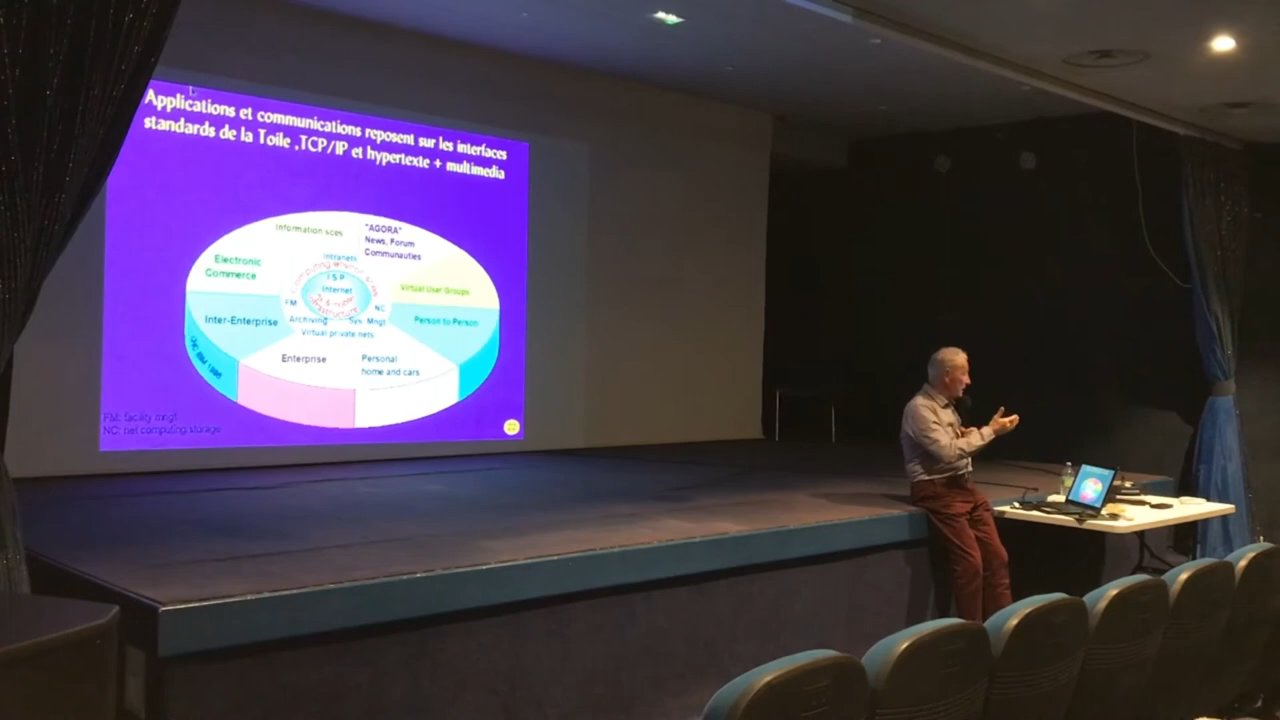 Applications et communications reposent sur les interfaces
standards de la Toile ,TCP/IP et hypertexte + multimedia
Information sces
"AGORA"
News, Forum
Communautes
Electronic
Commerce
Intranets
ISP
Internet
Virtual User Groups
FM
NC
Inter-Enterprise
Archiving Sys Mngt
Person to Person
Virtual private nets
Enterprise
Personal
home and cars
FM: facility mngt
NC: net computing storage